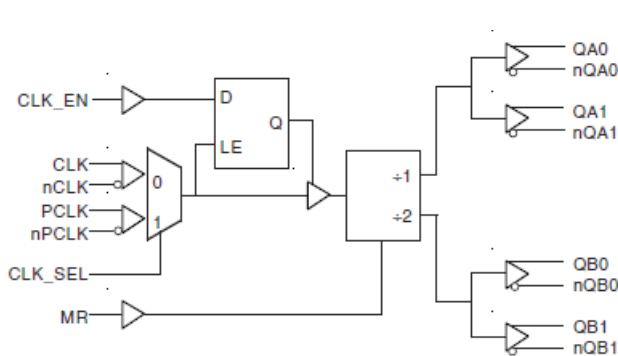 QA0
nQA0
CLK_EN
D
Q
LE
QA1
nQA1
CLK
nCLK
0
PCLK
nPCLK
1
÷1
÷2
CLK_SEL
MR
QB0
nQB0
QB1
nQB1